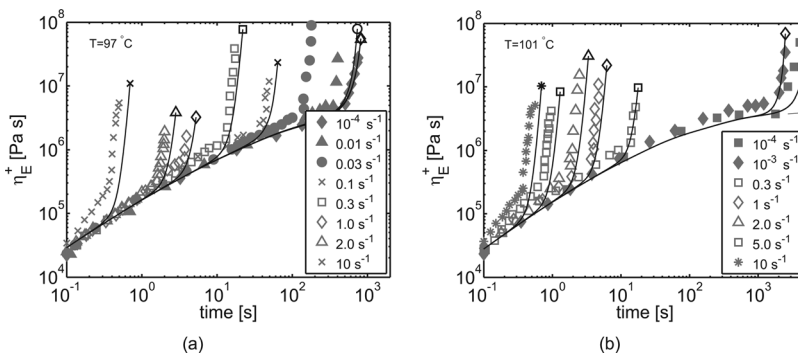 T=97 °C
η_E^+ [Pa s]
10^8
10^7
10^6
10^5
10^4
10^-1
10^0
10^1
10^2
10^3
time [s]
10^-4 s^-1
0.01 s^-1
0.03 s^-1
0.1 s^-1
0.3 s^-1
1.0 s^-1
2.0 s^-1
10 s^-1
(a)
T=101 °C
η_E^+ [Pa s]
10^8
10^7
10^6
10^5
10^4
10^-1
10^0
10^1
10^2
10^3
time [s]
10^-4 s^-1
10^-3 s^-1
0.3 s^-1
1 s^-1
2.0 s^-1
5.0 s^-1
10 s^-1
(b)